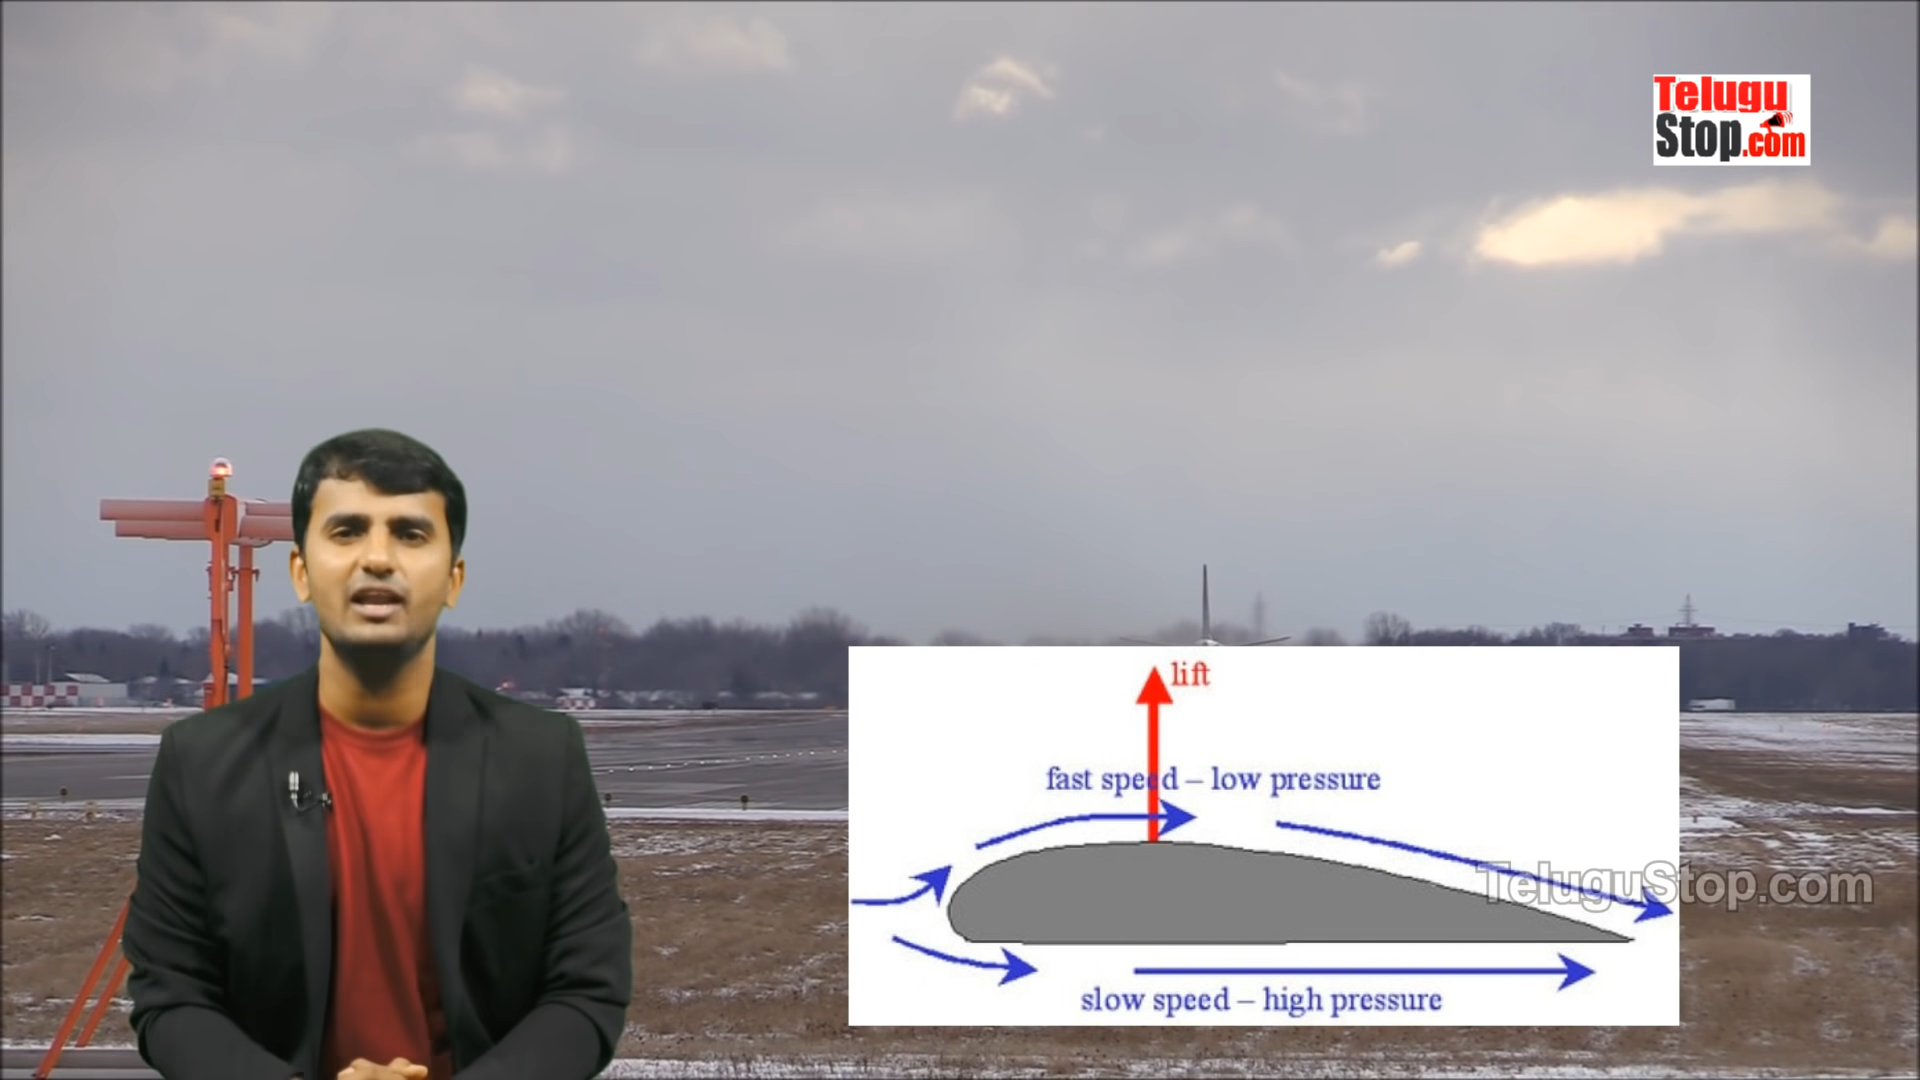 Telugu
Stop.com
lift
fast speed – low pressure
TeluguStop.com
slow speed – high pressure